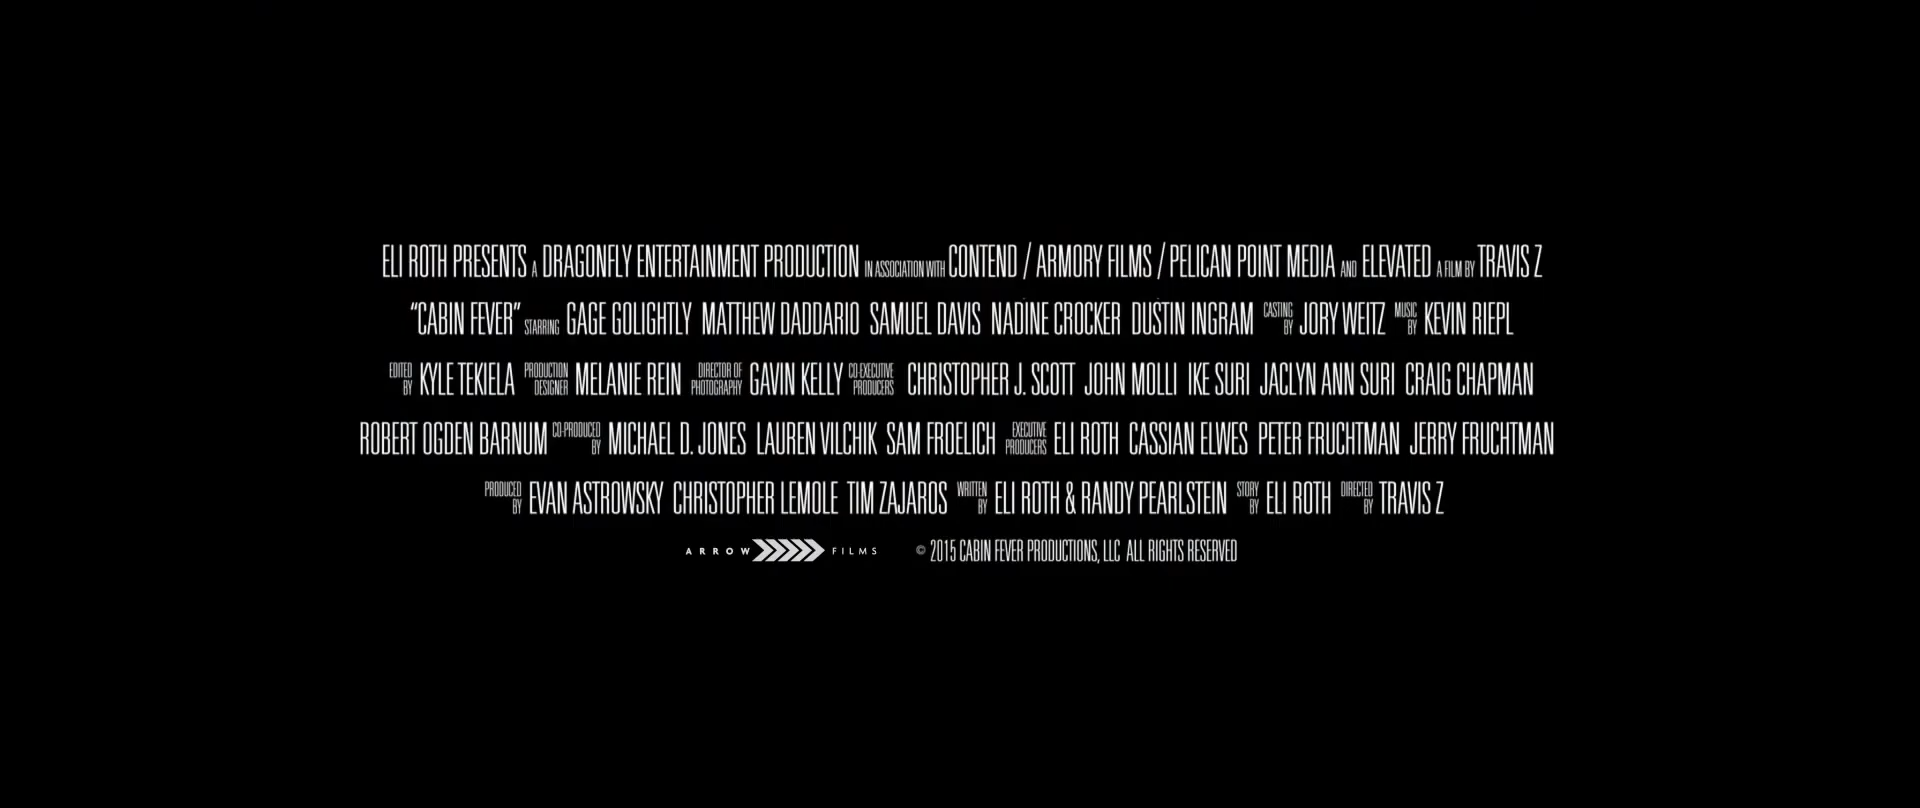 ELI ROTH PRESENTS A DRAGONFLY ENTERTAINMENT PRODUCTION IN ASSOCIATION WITH CONTEND / ARMORY FILMS / PELICAN POINT MEDIA AND ELEVATED A FILM BY TRAVIS Z
“CABIN FEVER” STARRING GAGE GOLIGHTLY MATTHEW DADDARIO SAMUEL DAVIS NADINE CROCKER DUSTIN INGRAM CASTING BY JORY WEITZ MUSIC BY KEVIN RIEPL
EDITED BY KYLE TEKIELA PRODUCTION DESIGNER MELANIE REIN DIRECTOR OF PHOTOGRAPHY GAVIN KELLY CO-EXECUTIVE PRODUCERS CHRISTOPHER J. SCOTT JOHN MOLLI IKE SURI JACLYN ANN SURI CRAIG CHAPMAN
ROBERT OGDEN BARNUM CO-PRODUCED BY MICHAEL D. JONES LAUREN VILCHIK SAM FROELICH EXECUTIVE PRODUCERS ELI ROTH CASSIAN ELWES PETER FRUCHTMAN JERRY FRUCHTMAN
PRODUCED BY EVAN ASTROWSKY CHRISTOPHER LEMOLE TIM ZAJAROS WRITTEN BY ELI ROTH & RANDY PEARLSTEIN STORY BY ELI ROTH DIRECTED BY TRAVIS Z
ARROW FILMS © 2015 CABIN FEVER PRODUCTIONS, LLC ALL RIGHTS RESERVED